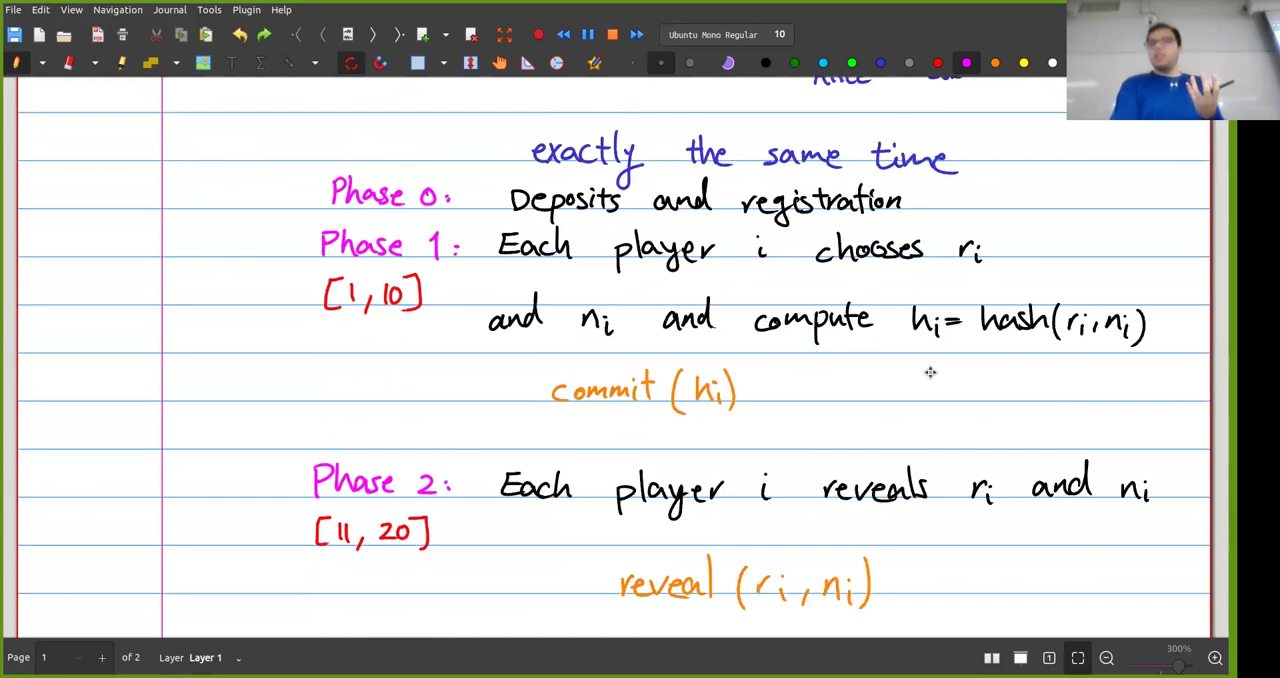 File Edit View Navigation Journal Tools Plugin Help
Ubuntu Mono Regular 10
exactly the same time
Phase 0: Deposits and registration
Phase 1: Each player i chooses ri
[1, 10]
and ni and compute hi= hash(ri,ni)
commit (hi)
Phase 2: Each player i reveals ri and ni
[11, 20]
reveal (ri, ni)
Page 1 of 2 Layer Layer 1 300%